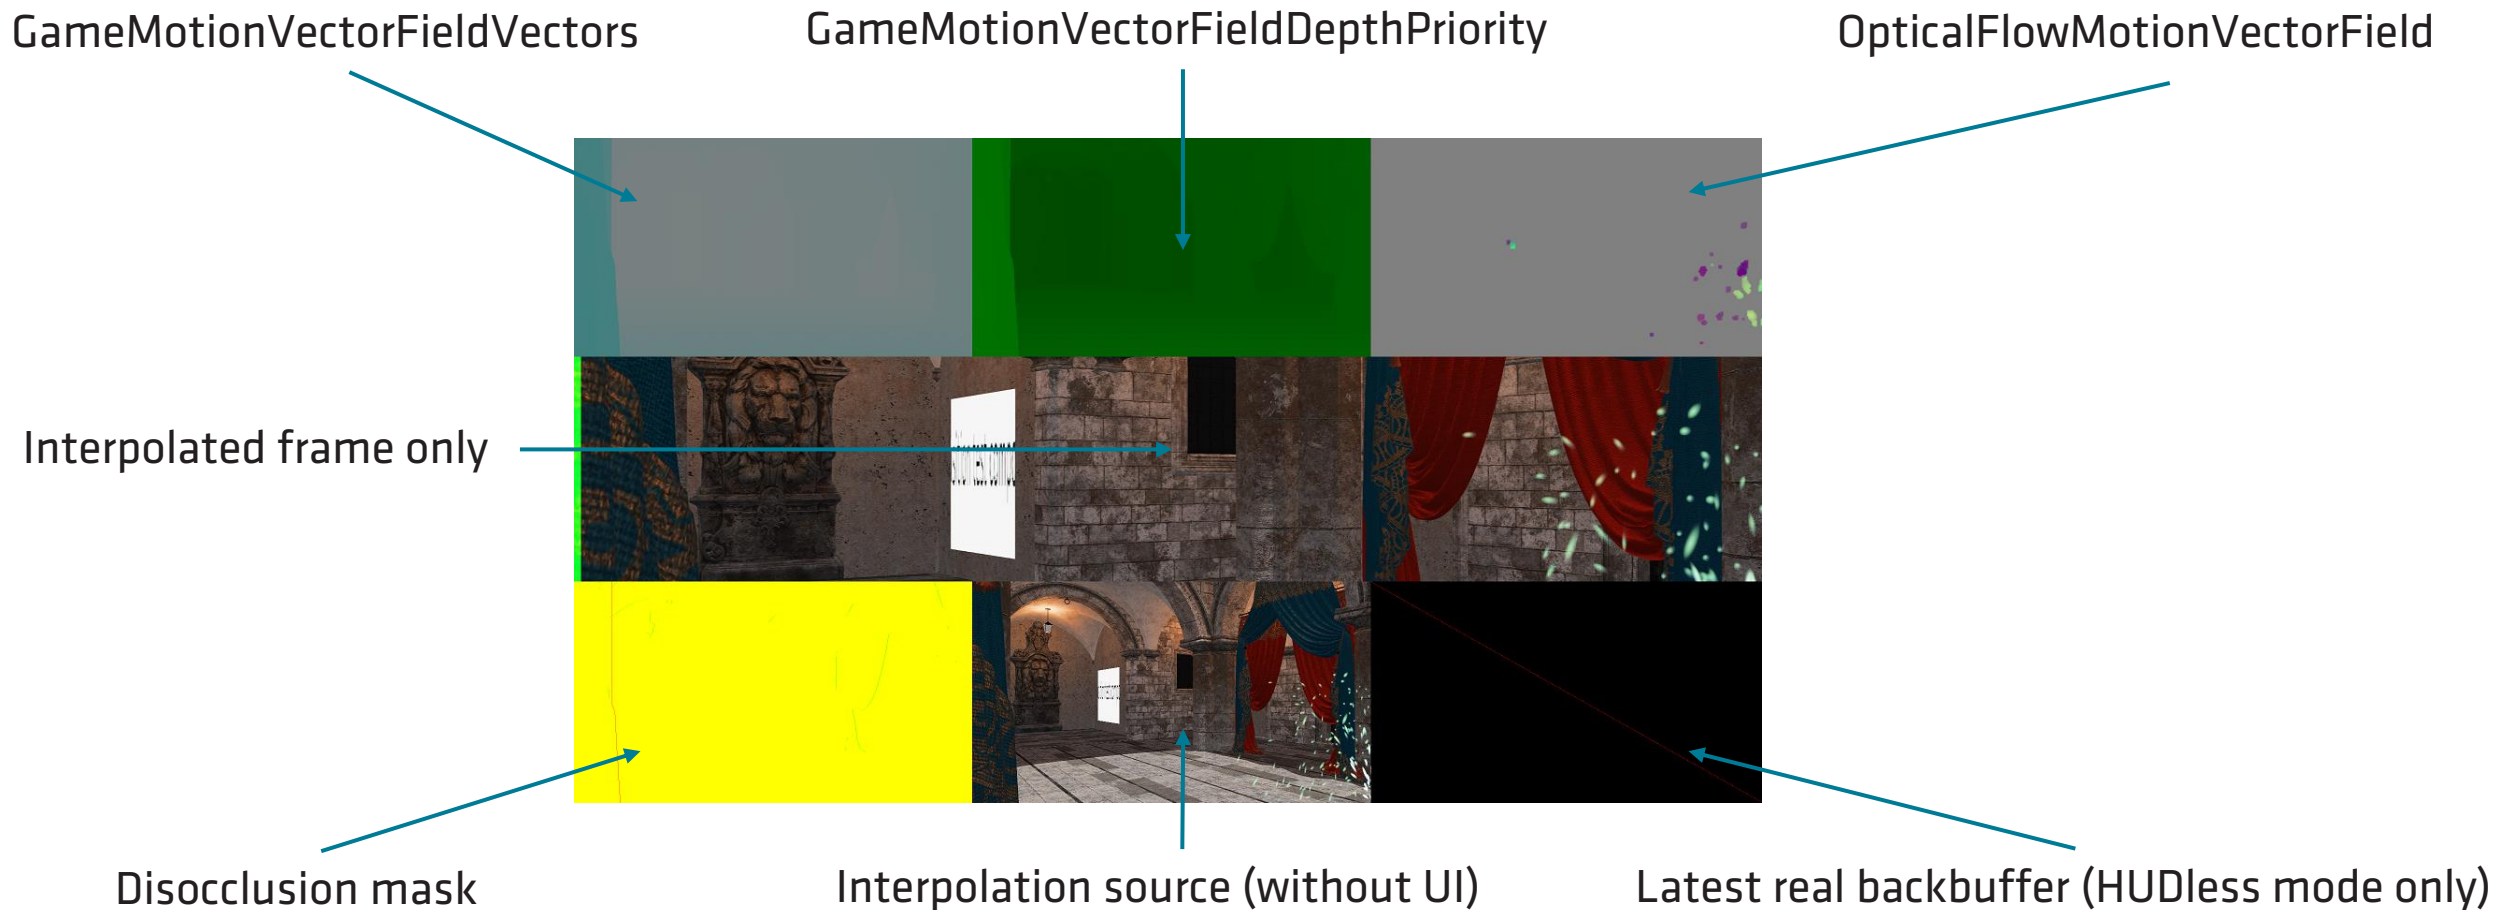 GameMotionVectorFieldVectors
GameMotionVectorFieldDepthPriority
OpticalFlowMotionVectorField
Interpolated frame only
Disocclusion mask
Interpolation source (without UI)
Latest real backbuffer (HUDless mode only)